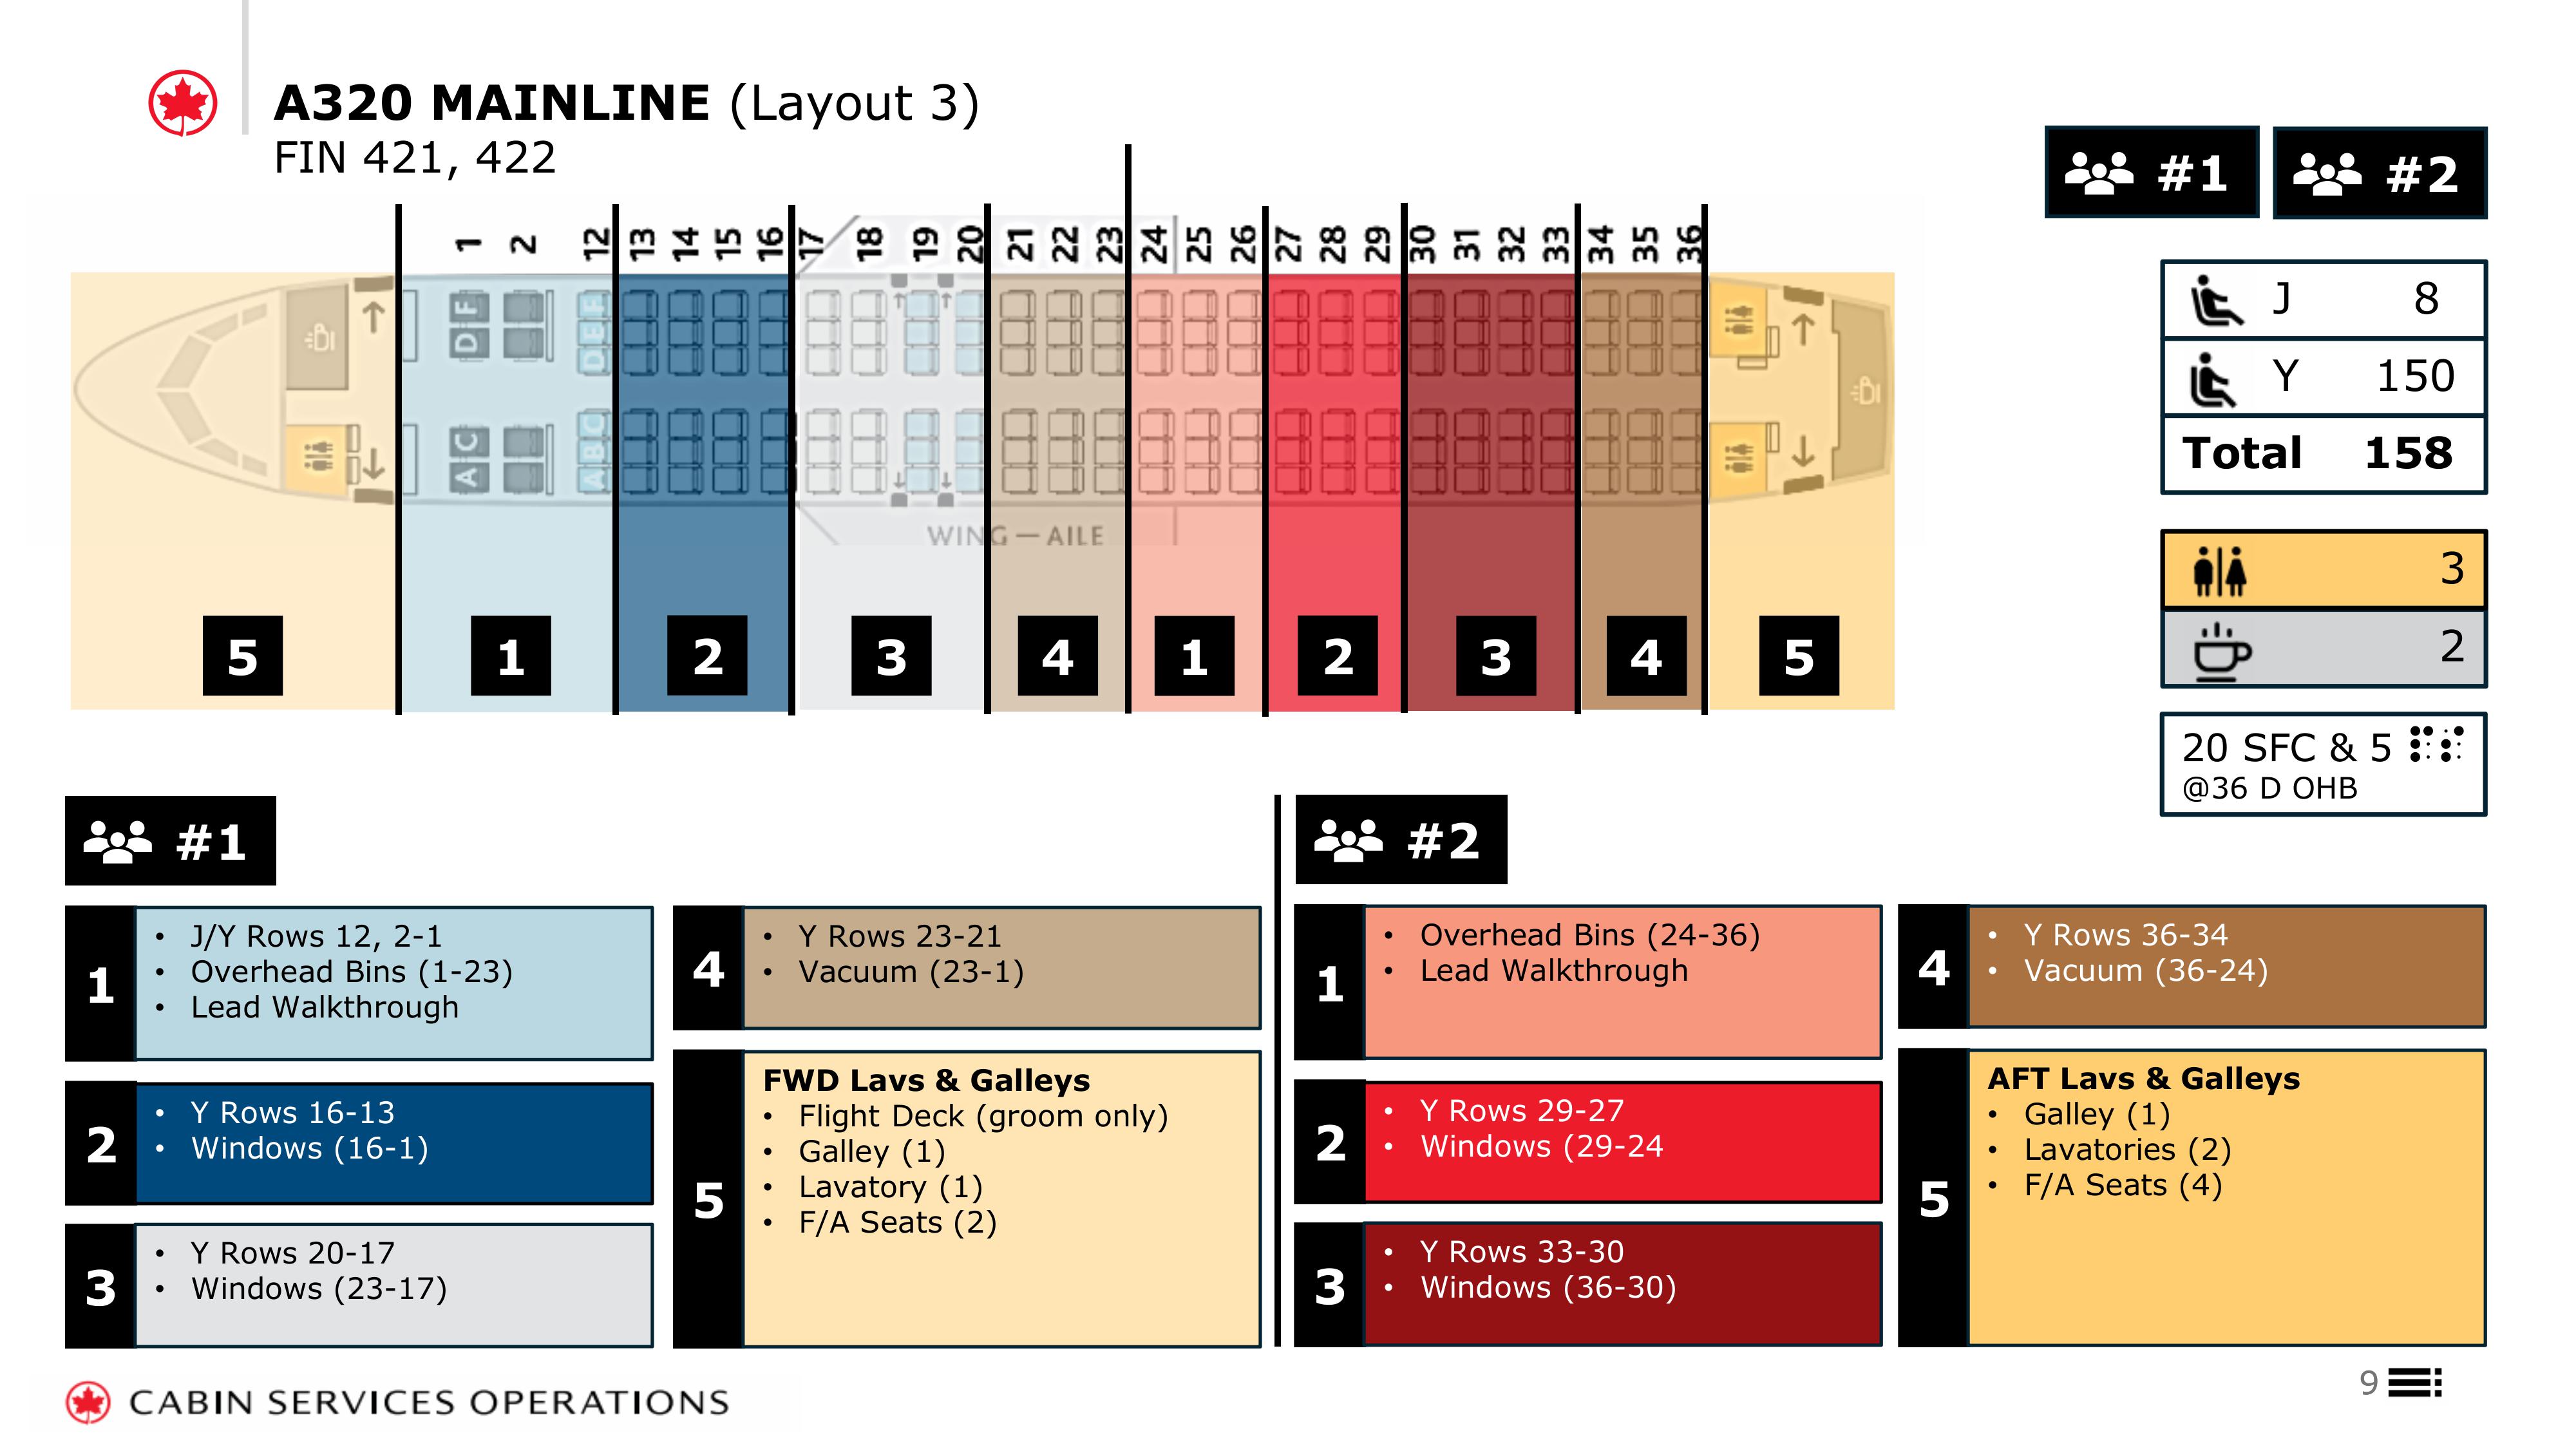 A320 MAINLINE (Layout 3)
FIN 421, 422
#1 #2
1 2 12 13 14 15 16 17 18 19 20 21 22 23 24 25 26 27 28 29 30 31 32 33 34 35 36
D F
D E F
A C
A B C
WING — AILE
5 1 2 3 4 1 2 3 4 5
J 8
Y 150
Total 158
3
2
20 SFC & 5 ⠗⠎
@36 D OHB
#1
1
• J/Y Rows 12, 2-1
• Overhead Bins (1-23)
• Lead Walkthrough
2
• Y Rows 16-13
• Windows (16-1)
3
• Y Rows 20-17
• Windows (23-17)
4
• Y Rows 23-21
• Vacuum (23-1)
5
FWD Lavs & Galleys
• Flight Deck (groom only)
• Galley (1)
• Lavatory (1)
• F/A Seats (2)
#2
1
• Overhead Bins (24-36)
• Lead Walkthrough
2
• Y Rows 29-27
• Windows (29-24
3
• Y Rows 33-30
• Windows (36-30)
4
• Y Rows 36-34
• Vacuum (36-24)
5
AFT Lavs & Galleys
• Galley (1)
• Lavatories (2)
• F/A Seats (4)
CABIN SERVICES OPERATIONS
9